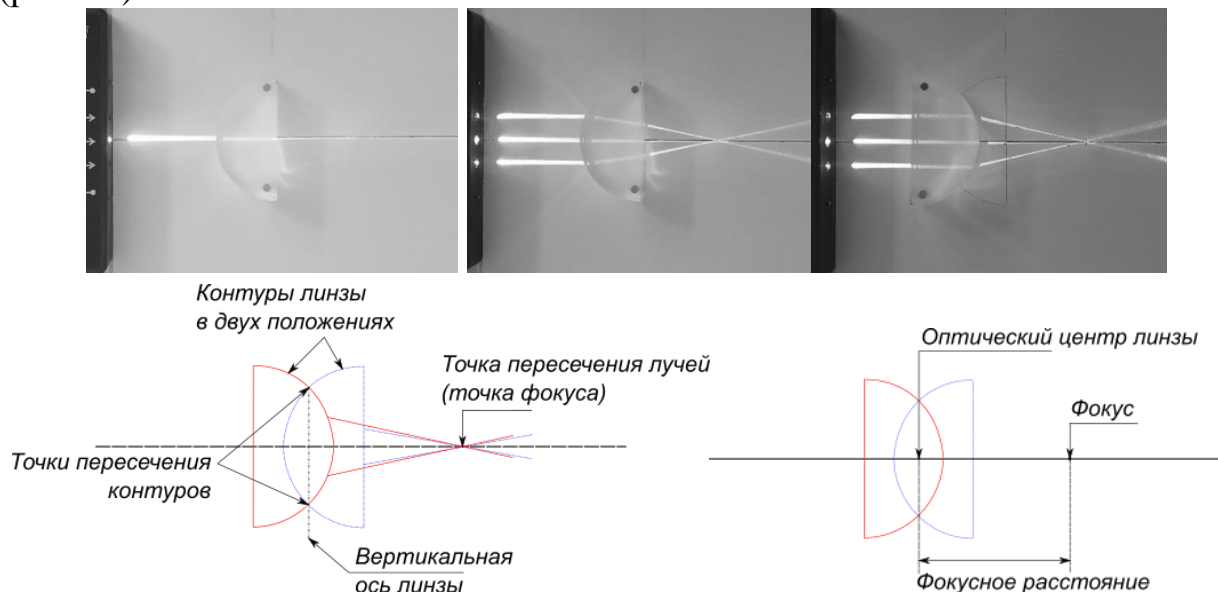 Контуры линзы
в двух положениях
Точка пересечения лучей
(точка фокуса)
Точки пересечения
контуров
Вертикальная
ось линзы
Оптический центр линзы
Фокус
Фокусное расстояние